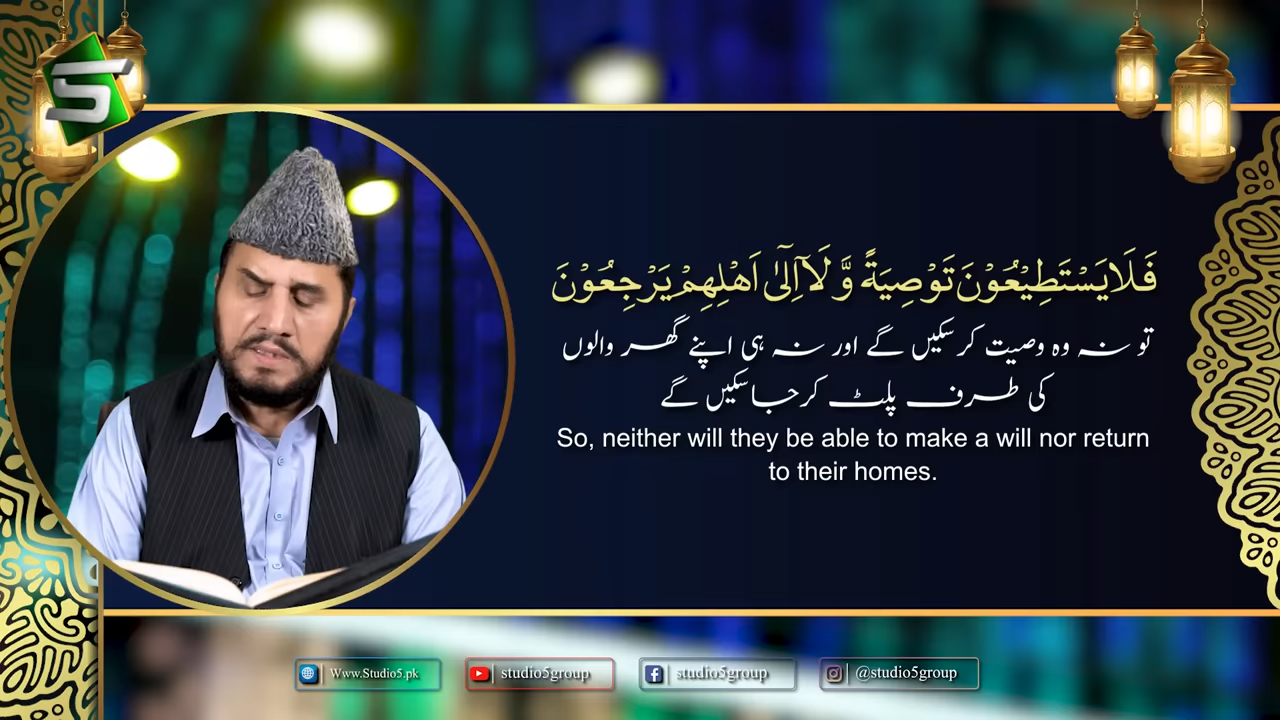 فَلَا يَسْتَطِيْعُوْنَ تَوْصِيَةً وَّ لَاۤ اِلٰۤى اَهْلِهِمْ يَرْجِعُوْنَ
تو نہ وہ وصیت کر سکیں گے اور نہ ہی اپنے گھر والوں
کی طرف پلٹ کر جا سکیں گے
So, neither will they be able to make a will nor return
to their homes.
Www.Studio5.pk
studio5group
studio5group
@studio5group